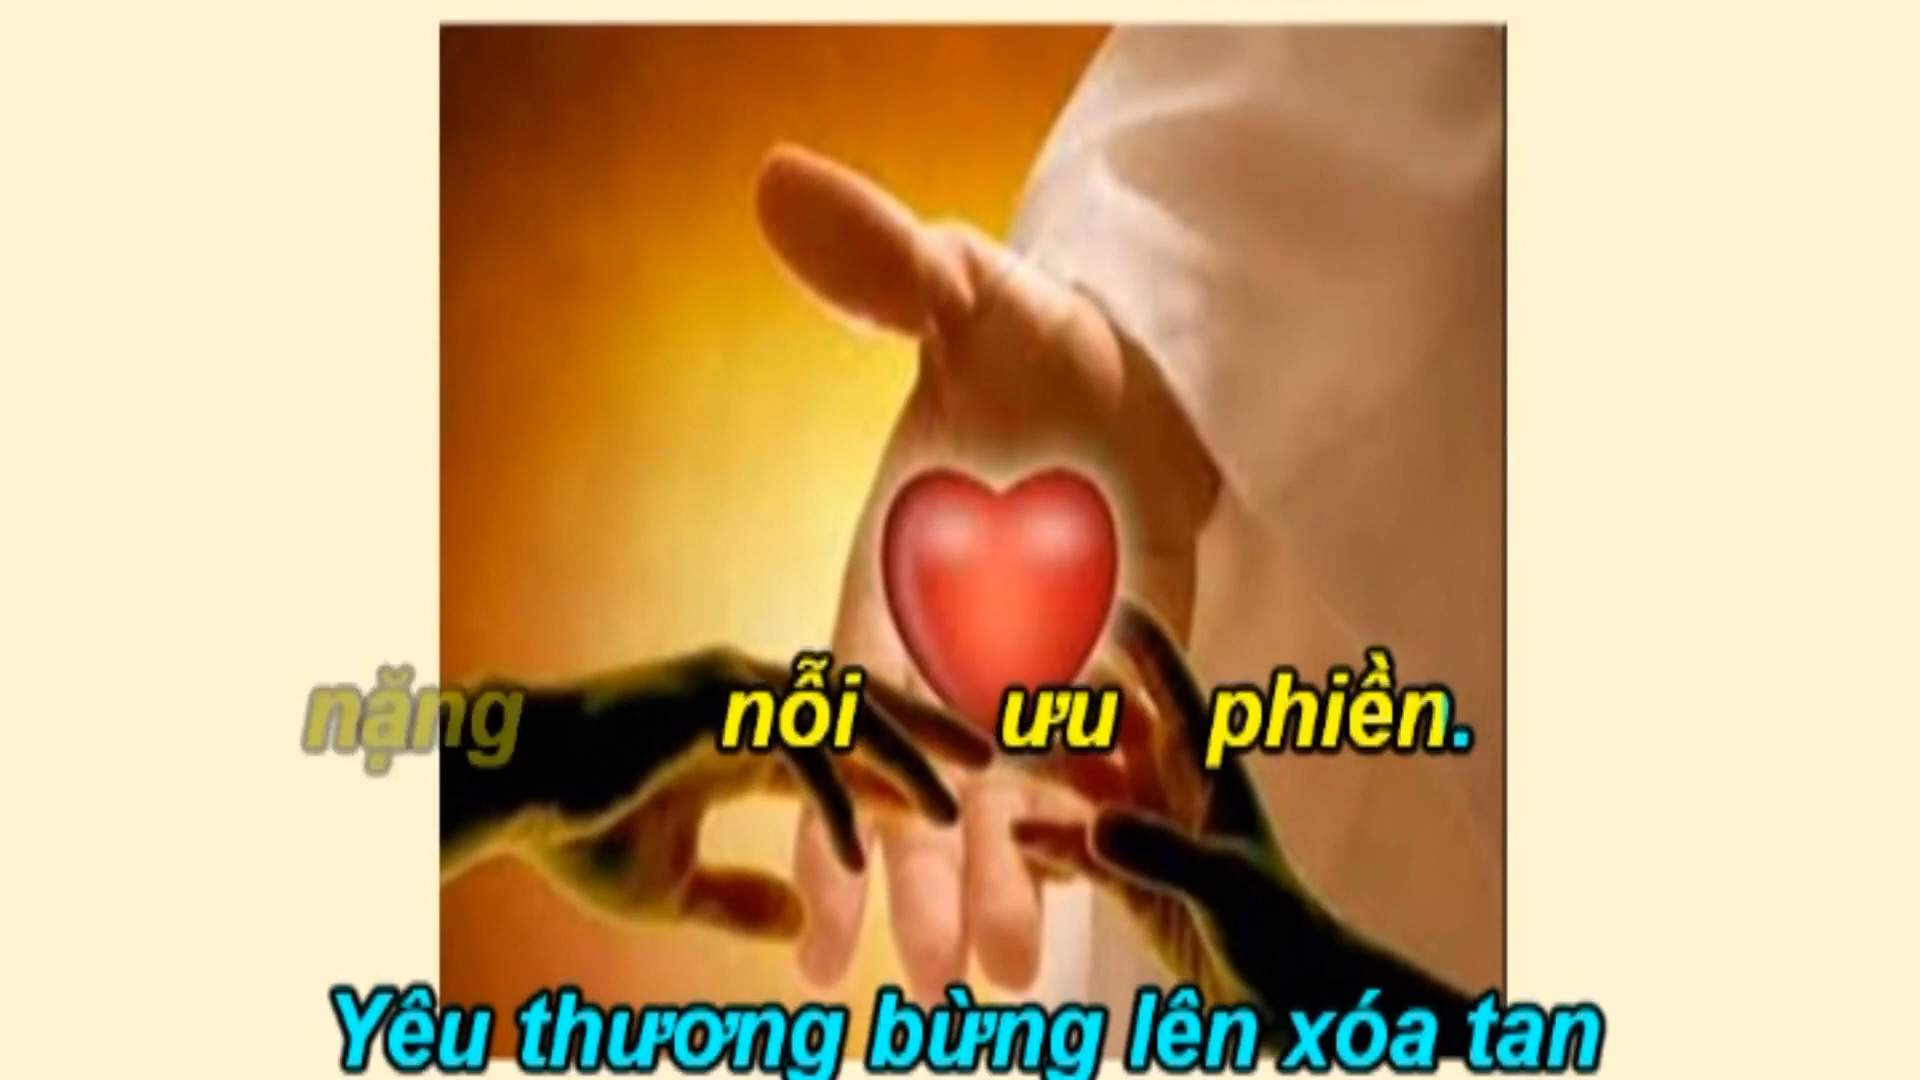 nặng nỗi ưu phiền.
Yêu thương bừng lên xóa tan